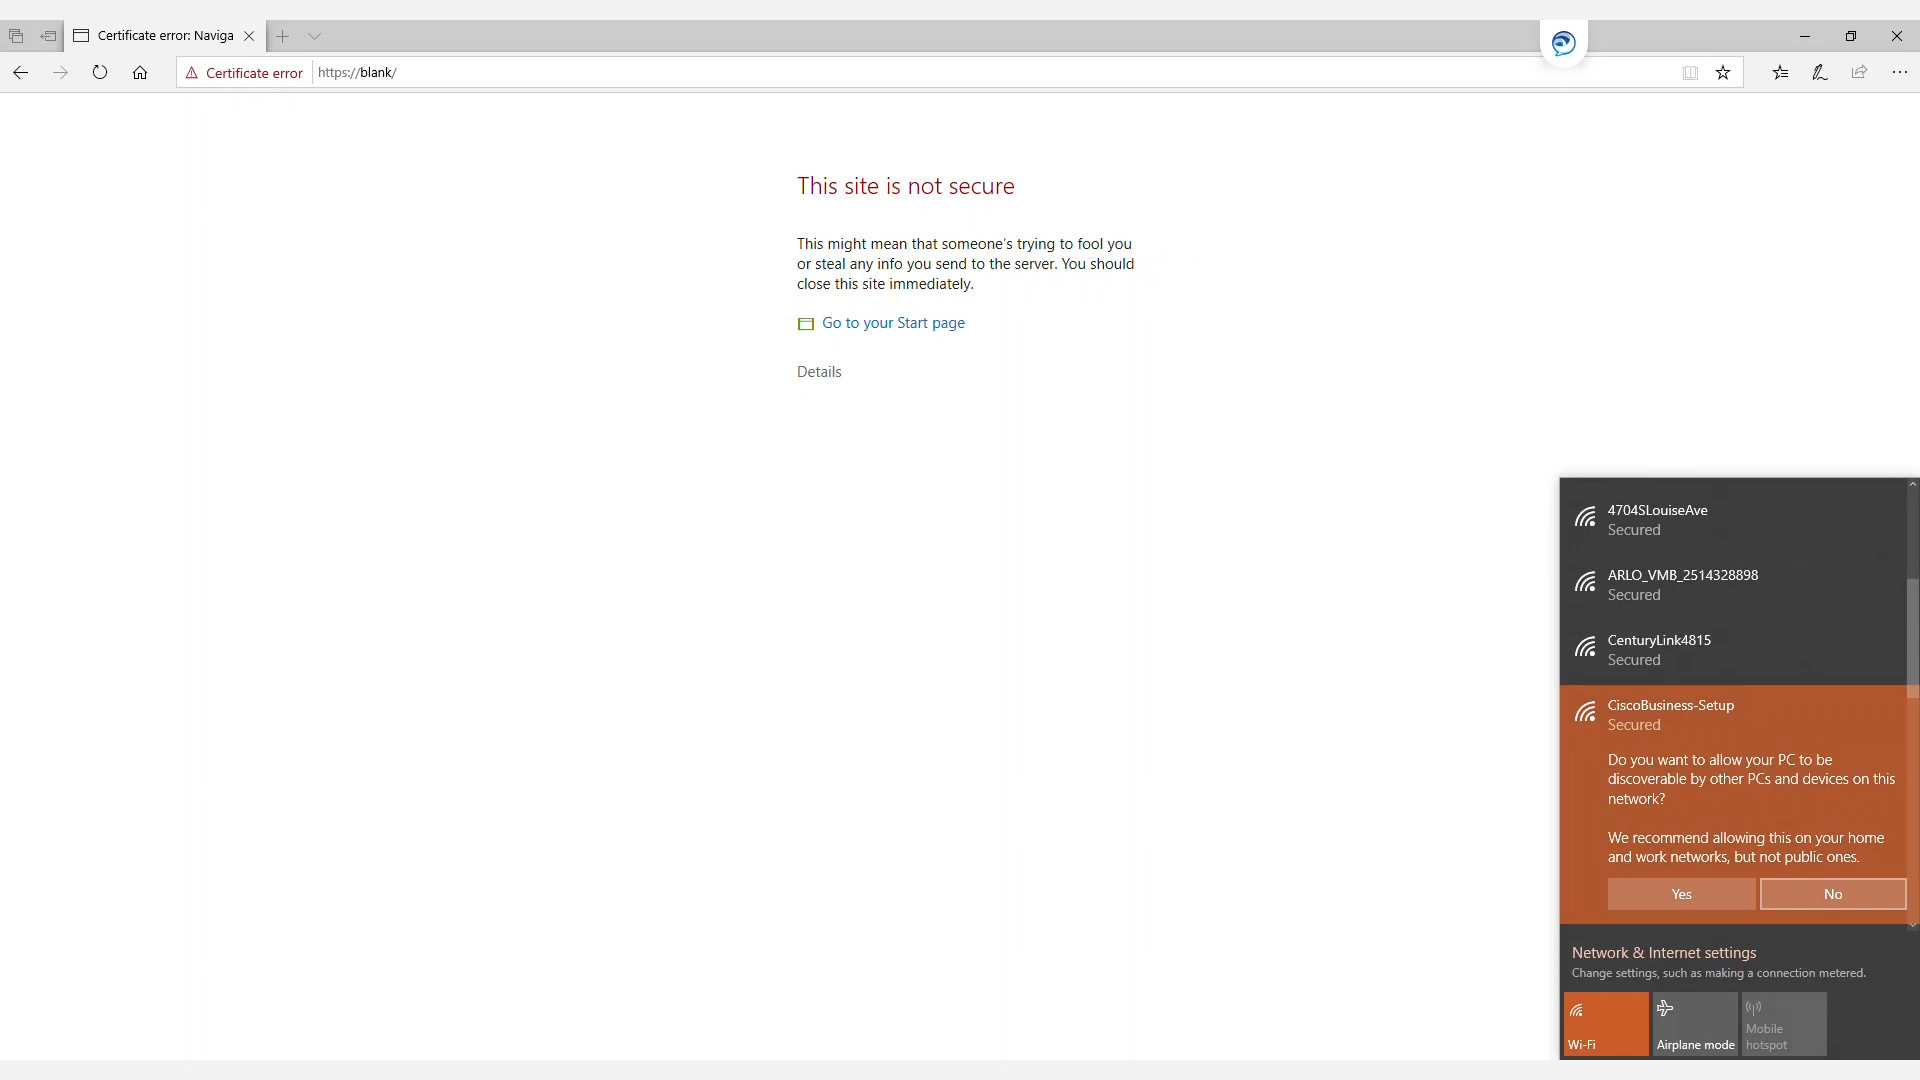 Certificate error: Naviga
Certificate error
https://blank/
This site is not secure
This might mean that someone's trying to fool you
or steal any info you send to the server. You should
close this site immediately.
Go to your Start page
Details
4704SLouiseAve
Secured
ARLO_VMB_2514328898
Secured
CenturyLink4815
Secured
CiscoBusiness-Setup
Secured
Do you want to allow your PC to be
discoverable by other PCs and devices on this
network?
We recommend allowing this on your home
and work networks, but not public ones.
Yes
No
Network & Internet settings
Change settings, such as making a connection metered.
Wi-Fi
Airplane mode
Mobile
hotspot